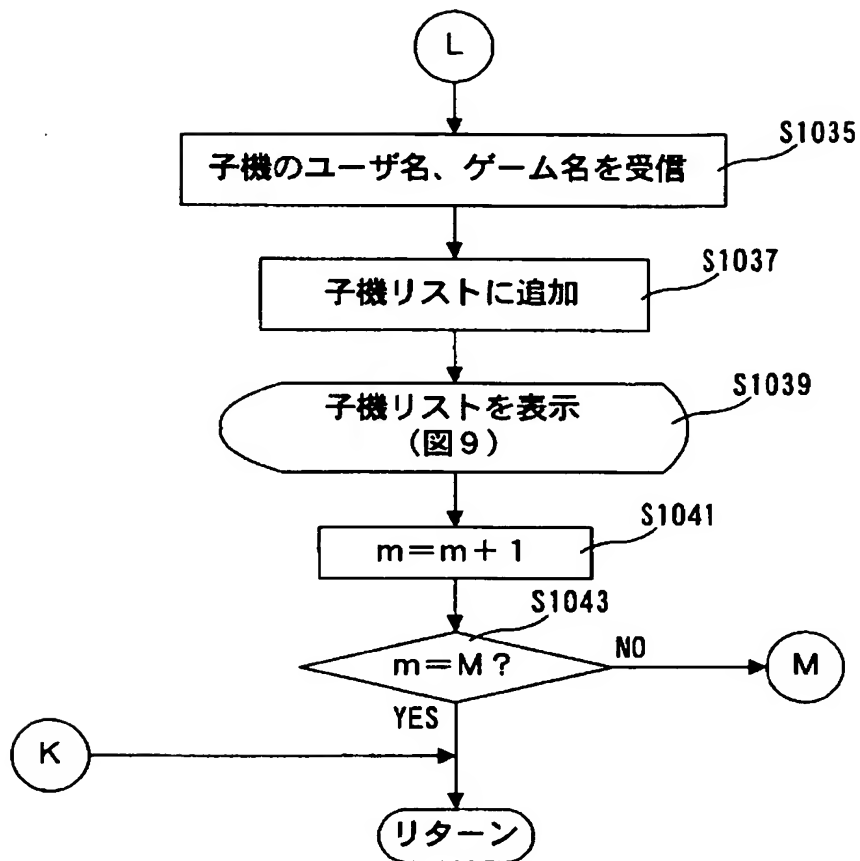 L
S1035
子機のユーザ名、ゲーム名を受信
S1037
子機リストに追加
S1039
子機リストを表示
(図9)
S1041
m=m+1
S1043
m=M?
NO
M
YES
K
リターン